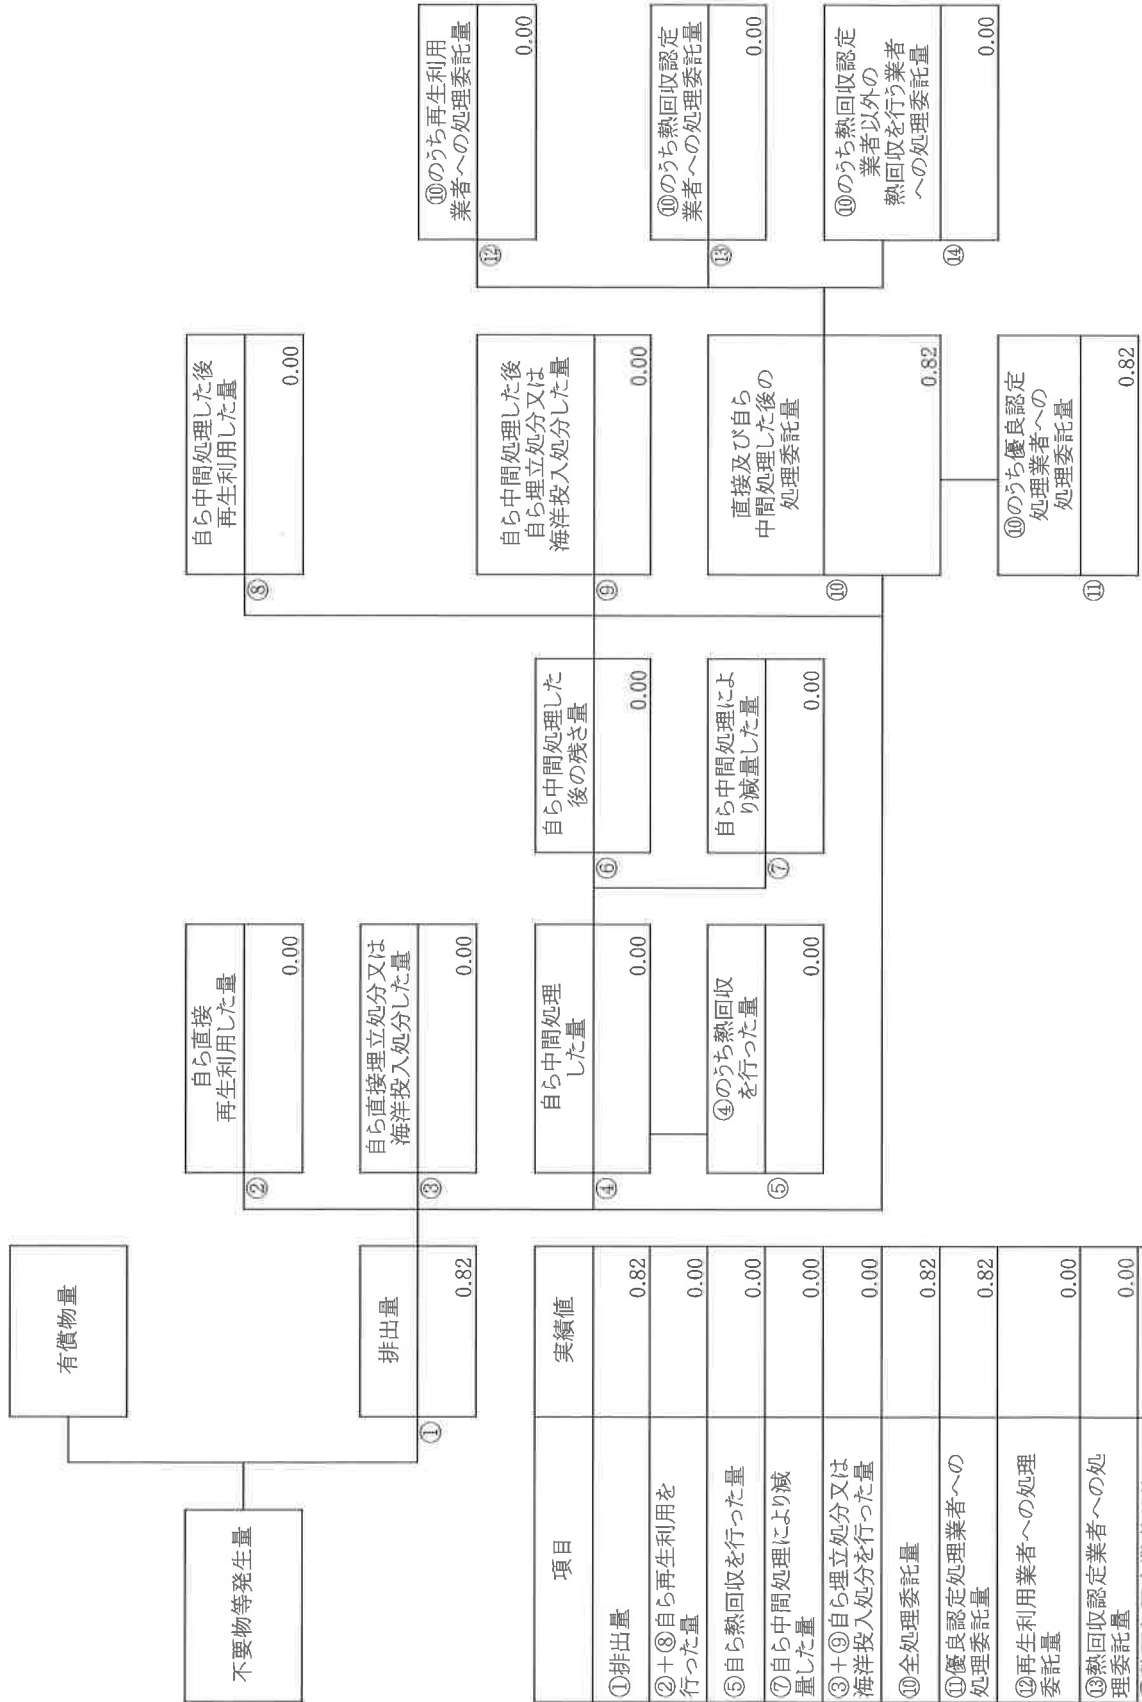 不要物等発生量
有償物量
排出量
①
0.82
自ら直接
再生利用した量
②
0.00
自ら直接埋立処分又は
海洋投入処分した量
③
0.00
自ら中間処理
した量
④
0.00
④のうち熱回収
を行った量
⑤
0.00
自ら中間処理した
後の残さ量
⑥
0.00
自ら中間処理によ
り減量した量
⑦
0.00
自ら中間処理した後
再生利用した量
⑧
0.00
自ら中間処理した後
自ら埋立処分又は
海洋投入処分した量
⑨
0.00
直接及び自ら
中間処理した後の
処理委託量
⑩
0.82
⑩のうち優良認定
処理業者への
処理委託量
⑪
0.82
⑩のうち再生利用
業者への処理委託量
⑫
0.00
⑩のうち熱回収認定
業者への処理委託量
⑬
0.00
⑩のうち熱回収認定
業者以外の
熱回収を行う業者
への処理委託量
⑭
0.00
項目 実績値
①排出量 0.82
②＋⑧自ら再生利用を
行った量 0.00
⑤自ら熱回収を行った量 0.00
⑦自ら中間処理により減
量した量 0.00
③＋⑨自ら埋立処分又は
海洋投入処分を行った量 0.00
⑩全処理委託量 0.82
⑪優良認定処理業者への
処理委託量 0.82
⑫再生利用業者への処理
委託量 0.00
⑬熱回収認定業者への処
理委託量 0.00